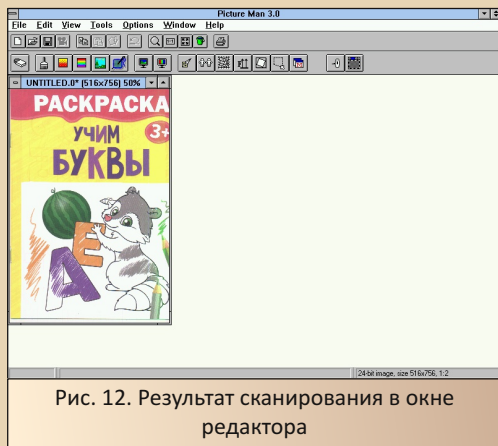 Picture Man 3.0
File Edit View Tools Options Window Help
UNTITLED.0* (516x756) 50%
РАСКРАСКА
УЧИМ
3+
БУКВЫ
А Е
24-bit image, size 516x756, 1:2
Рис. 12. Результат сканирования в окне
редактора